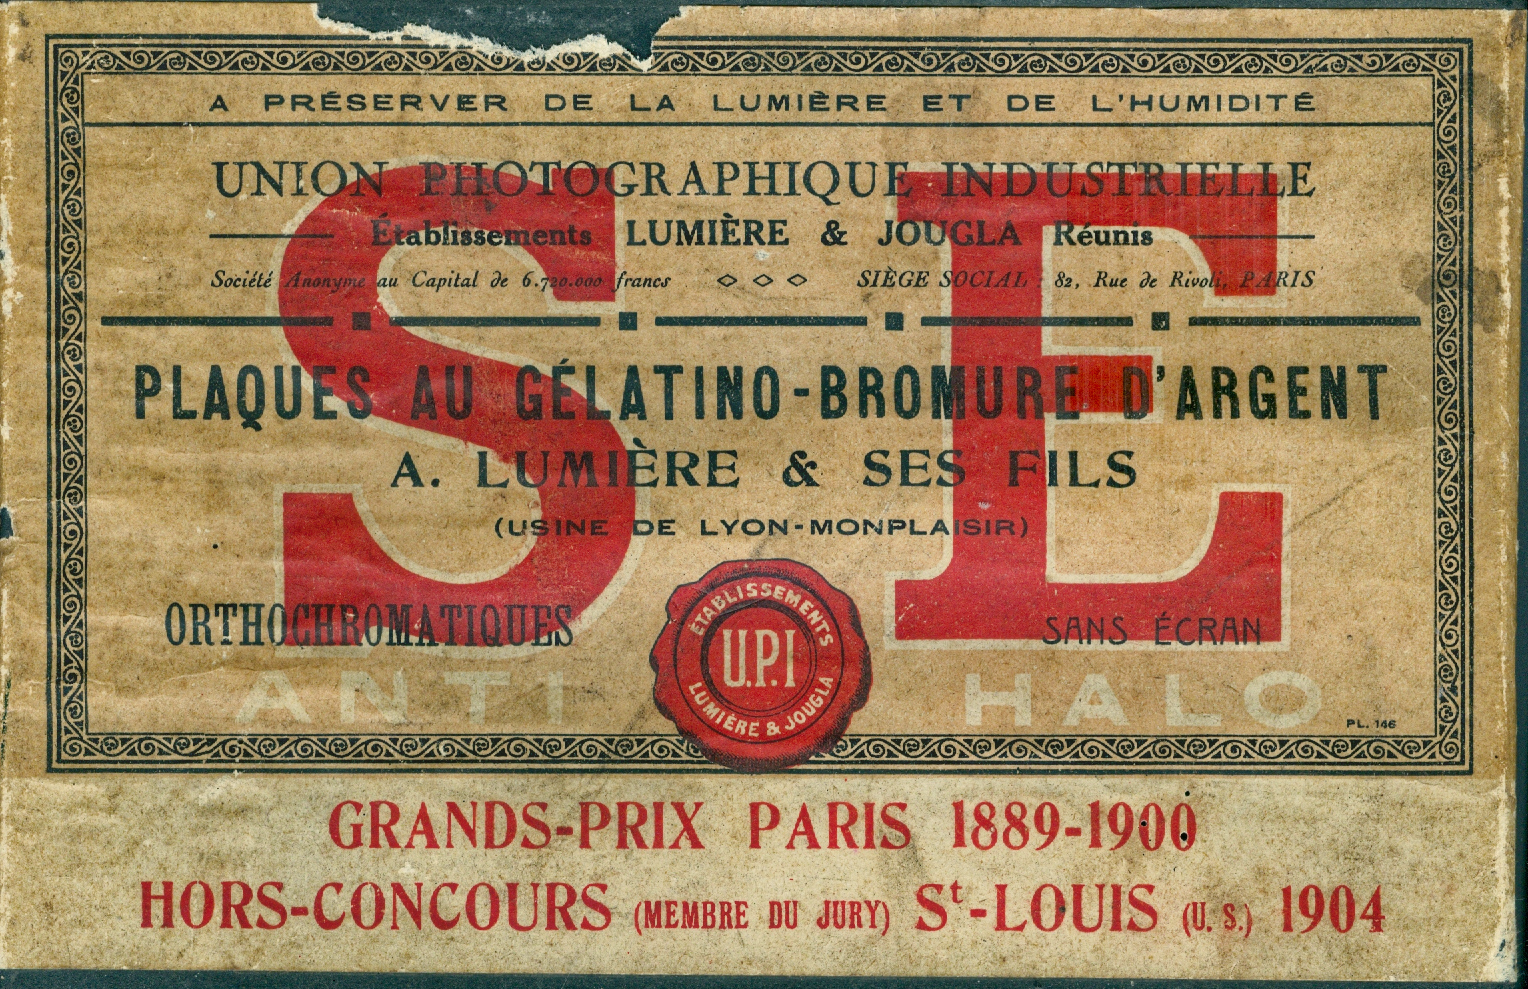 A PRÉSERVER DE LA LUMIÈRE ET DE L'HUMIDITÉ
UNION PHOTOGRAPHIQUE INDUSTRIELLE
Établissements LUMIÈRE & JOUGLA Réunis
Société Anonyme au Capital de 6.720.000 francs ◇ ◇ ◇ SIÈGE SOCIAL : 82, Rue de Rivoli, PARIS
S E
PLAQUES AU GÉLATINO-BROMURE D'ARGENT
A. LUMIÈRE & SES FILS
(USINE DE LYON-MONPLAISIR)
ORTHOCHROMATIQUES SANS ÉCRAN
ÉTABLISSEMENTS
U.P.I
LUMIÈRE & JOUGLA
ANTI HALO
PL. 146
GRANDS-PRIX PARIS 1889-1900
HORS-CONCOURS (MEMBRE DU JURY) St-LOUIS (U. S.) 1904